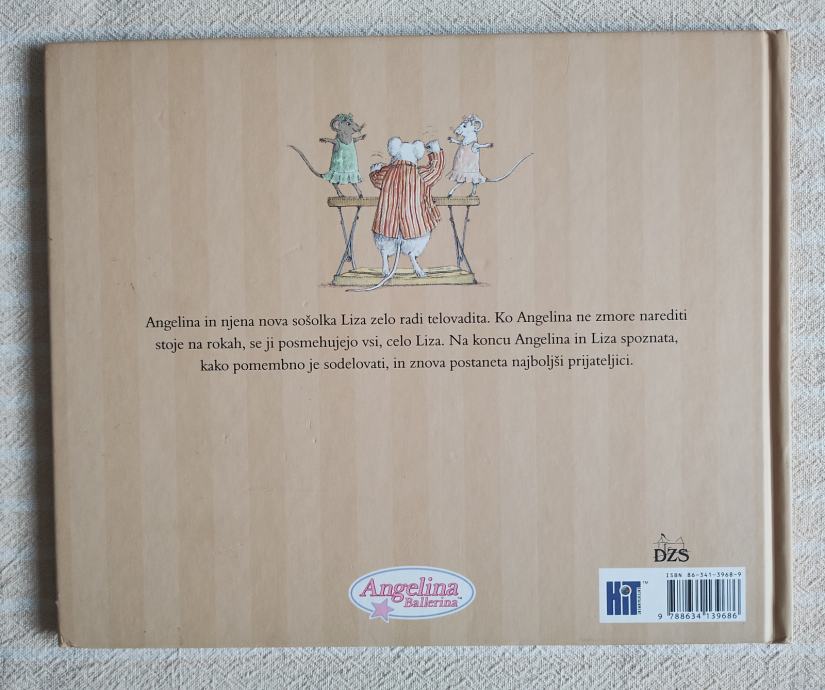 Angelina in njena nova sošolka Liza zelo radi telovadita. Ko Angelina ne zmore narediti
stoje na rokah, se ji posmehujejo vsi, celo Liza. Na koncu Angelina in Liza spoznata,
kako pomembno je sodelovati, in znova postaneta najboljši prijateljici.
DZS
Angelina
Ballerina™
HiT™
ISBN 86-341-3968-9
9 788634 139686